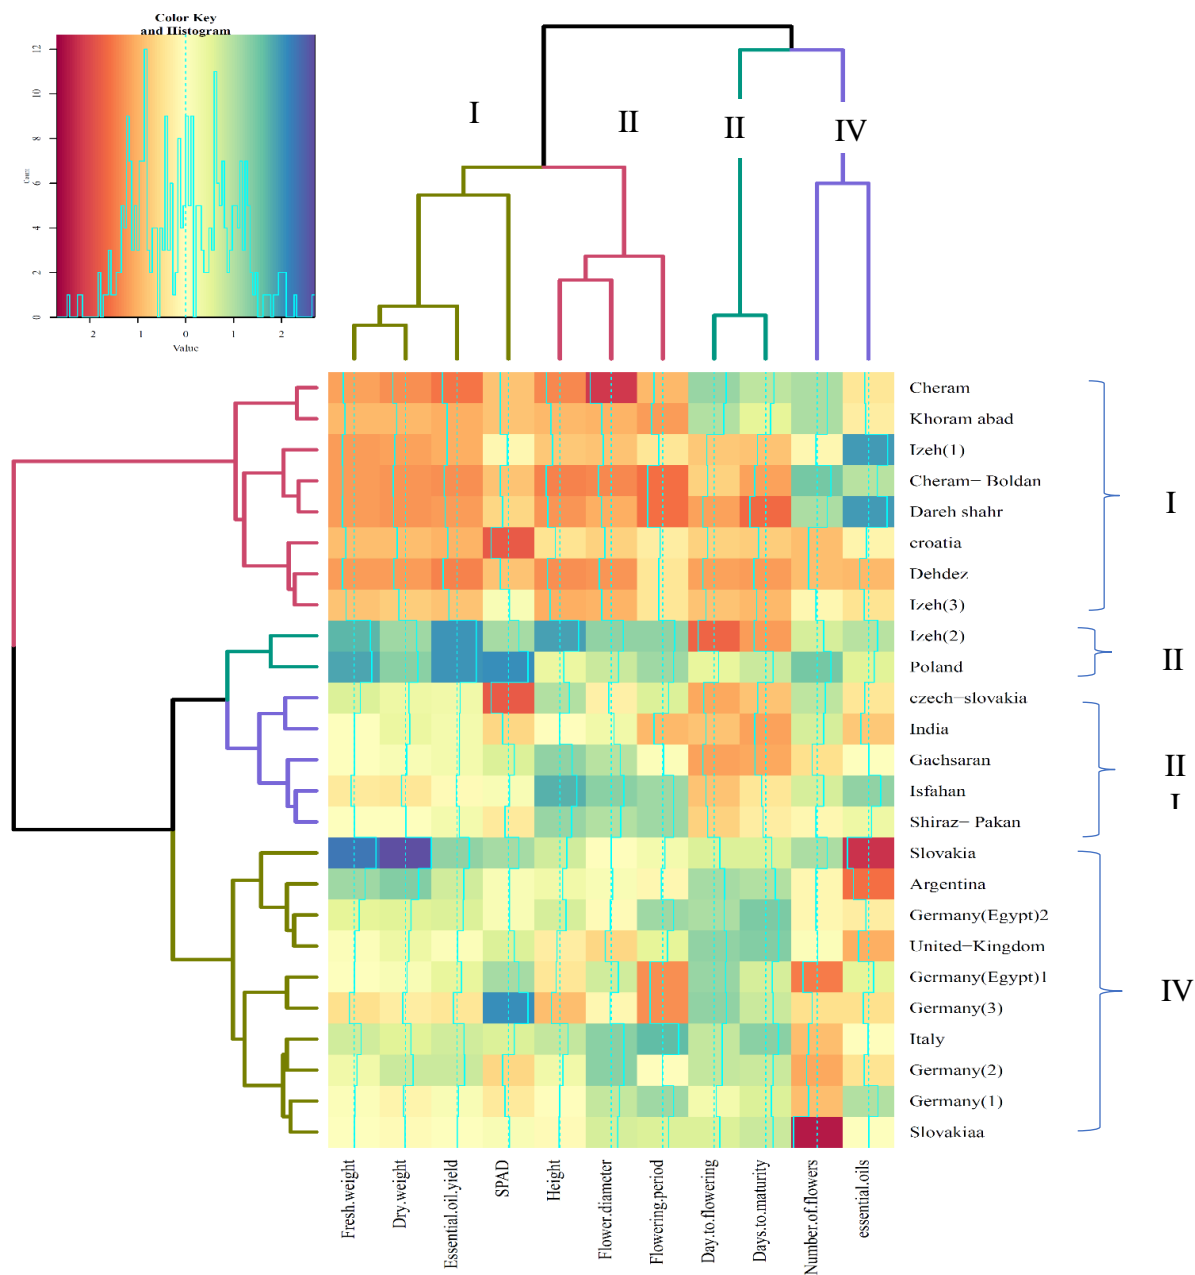 Color Key
and Histogram
12
10
8
6
4
2
0
Count
2
1
0
1
2
Value
I
II
II
IV
Cheram
Khoram abad
Izeh(1)
Cheram− Boldan
Dareh shahr
croatia
Dehdez
Izeh(3)
Izeh(2)
Poland
czech−slovakia
India
Gachsaran
Isfahan
Shiraz− Pakan
Slovakia
Argentina
Germany(Egypt)2
United−Kingdom
Germany(Egypt)1
Germany(3)
Italy
Germany(2)
Germany(1)
Slovakiaa
I
II
II
I
IV
Fresh.weight
Dry.weight
Essential.oil.yield
SPAD
Height
Flower.diameter
Flowering.period
Day.to.flowering
Days.to.maturity
Number.of.flowers
essential.oils